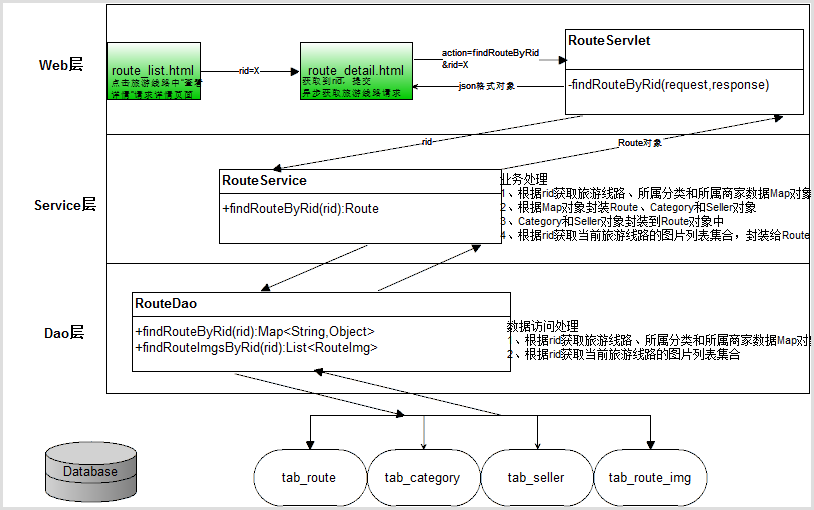 Web层
route_list.html
点击旅游线路中"查看
详情"请求详情页面
rid=X
route_detail.html
获取到rid，提交
异步获取旅游线路请求
action=findRouteByRid
&rid=X
json格式对象
RouteServlet
-findRouteByRid(request,response)
rid
Route对象
Service层
RouteService
+findRouteByRid(rid):Route
业务处理
1、根据rid获取旅游线路、所属分类和所属商家数据Map对象
2、根据Map对象封装Route、Category和Seller对象
3、Category和Seller对象封装到Route对象中
4、根据rid获取当前旅游线路的图片列表集合，封装给Route
Dao层
RouteDao
+findRouteByRid(rid):Map<String,Object>
+findRouteImgsByRid(rid):List<RouteImg>
数据访问处理
1、根据rid获取旅游线路、所属分类和所属商家数据Map对
2、根据rid获取当前旅游线路的图片列表集合
Database
tab_route
tab_category
tab_seller
tab_route_img